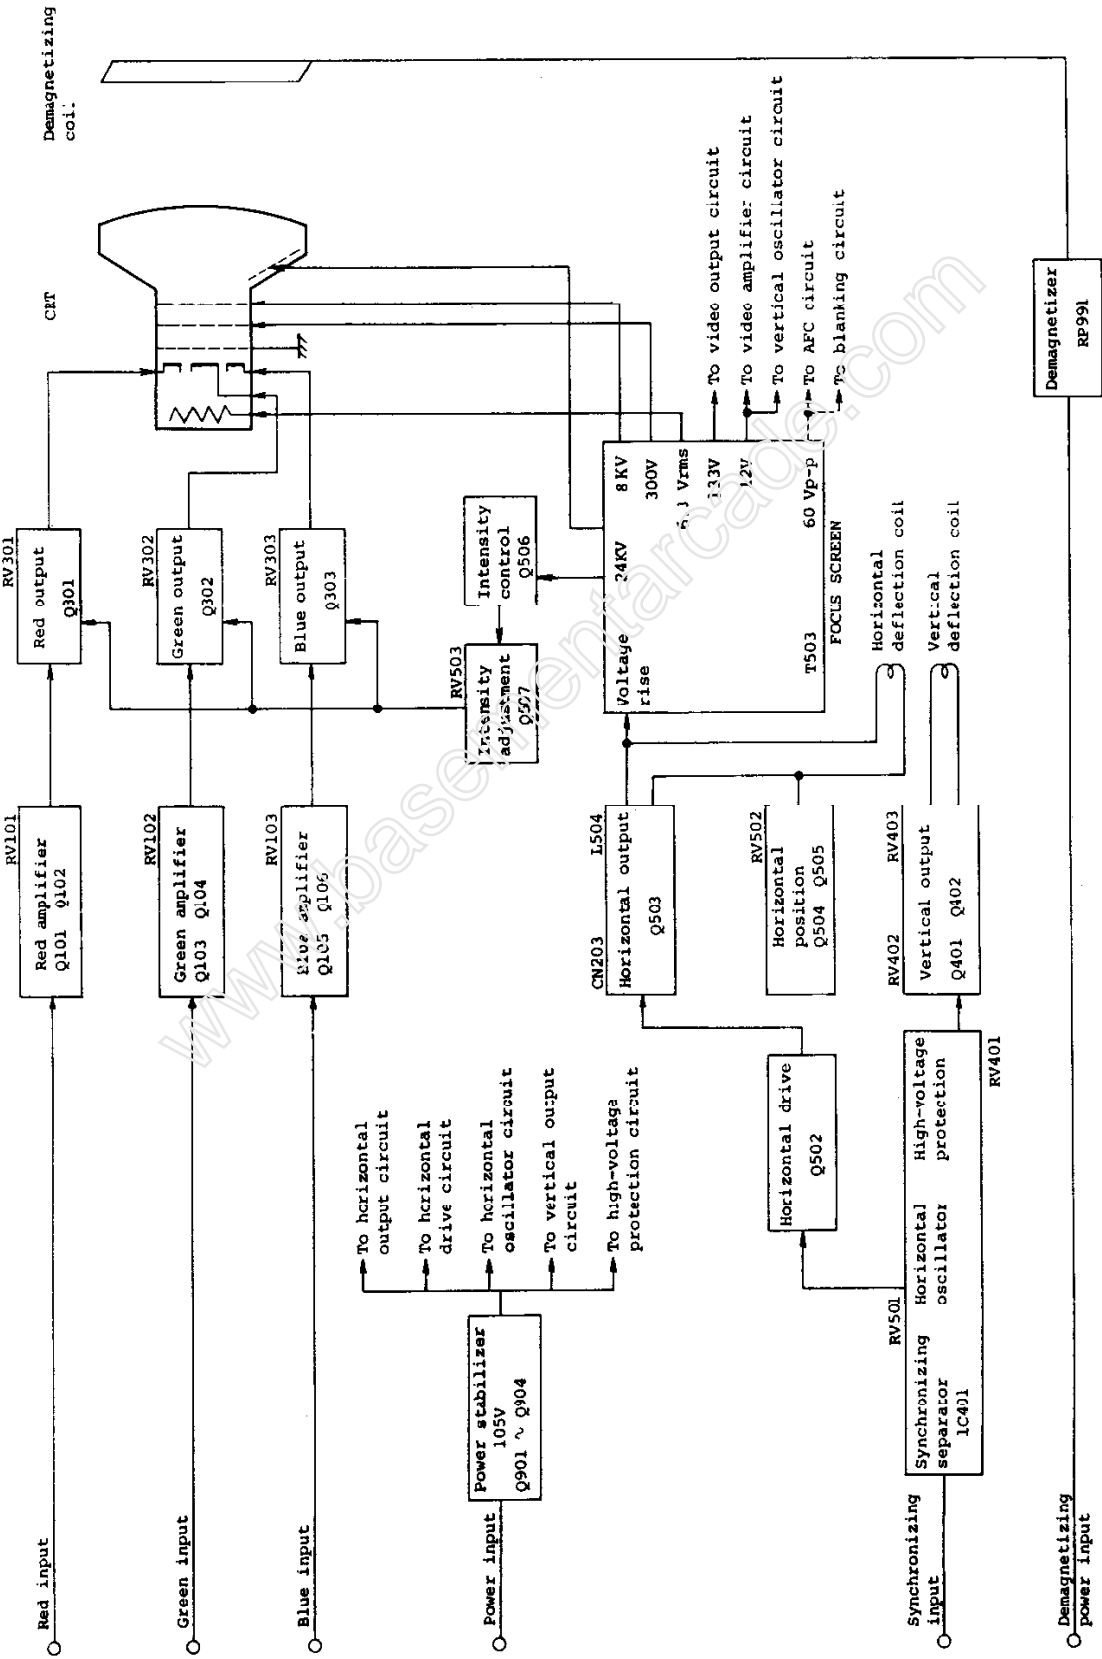 Red input
RV101
Red amplifier
Q101 Q102
RV301
Red output
Q301
Green input
RV102
Green amplifier
Q103 Q104
RV302
Green output
Q302
Blue input
RV103
Blue amplifier
Q105 Q106
RV303
Blue output
Q303
CRT
Demagnetizing
coil
Power input
Power stabilizer
105V
Q901 ~ Q904
To horizontal
output circuit
To horizontal
drive circuit
To horizontal
oscillator circuit
To vertical output
circuit
To high-voltage
protection circuit
RV503
Intensity
adjustment
Q507
Intensity
control
Q506
CN203
L504
Horizontal output
Q503
Voltage
rise
24KV
8KV
300V
Vrms
133V
12V
60 Vp-p
T503
FOCUS SCREEN
To video output circuit
To video amplifier circuit
To vertical oscillator circuit
To AFC circuit
To blanking circuit
RV502
Horizontal
position
Q504 Q505
Horizontal drive
Q502
Horizontal
deflection coil
Vertical
deflection coil
RV402
RV403
Vertical output
Q401 Q402
Synchronizing
input
RV501
Synchronizing
separator
IC401
Horizontal
oscillator
High-voltage
protection
RV401
Demagnetizing
power input
Demagnetizer
RP991
www.basementarcade.com